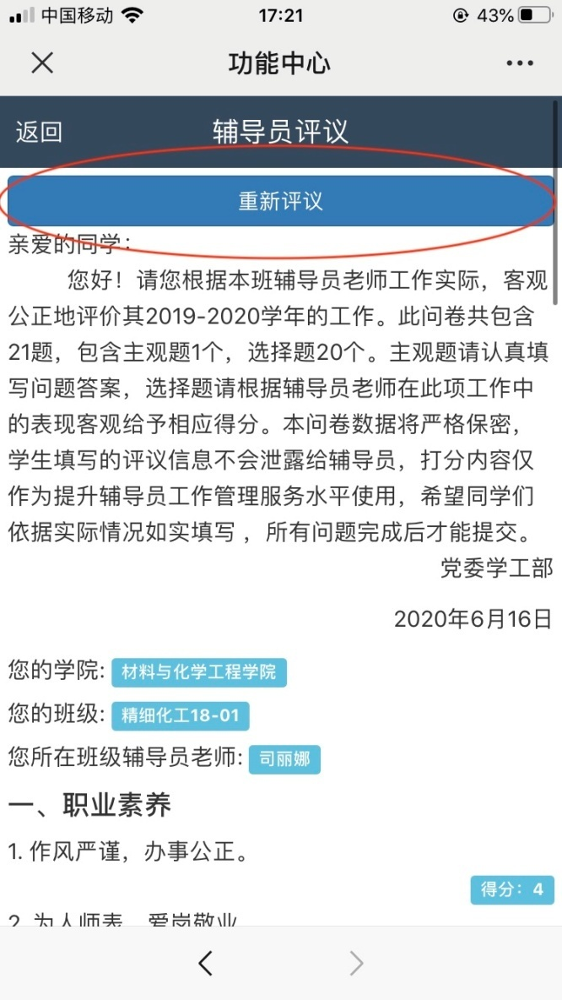 中国移动
17:21
43%
功能中心
返回
辅导员评议
重新评议
亲爱的同学：
您好！请您根据本班辅导员老师工作实际，客观
公正地评价其2019-2020学年的工作。此问卷共包含
21题，包含主观题1个，选择题20个。主观题请认真填
写问题答案，选择题请根据辅导员老师在此项工作中
的表现客观给予相应得分。本问卷数据将严格保密，
学生填写的评议信息不会泄露给辅导员，打分内容仅
作为提升辅导员工作管理服务水平使用，希望同学们
依据实际情况如实填写 ，所有问题完成后才能提交。
党委学工部
2020年6月16日
您的学院: 材料与化学工程学院
您的班级: 精细化工18-01
您所在班级辅导员老师: 司丽娜
一、职业素养
1. 作风严谨，办事公正。
得分：4
2. 为人师表，爱岗敬业